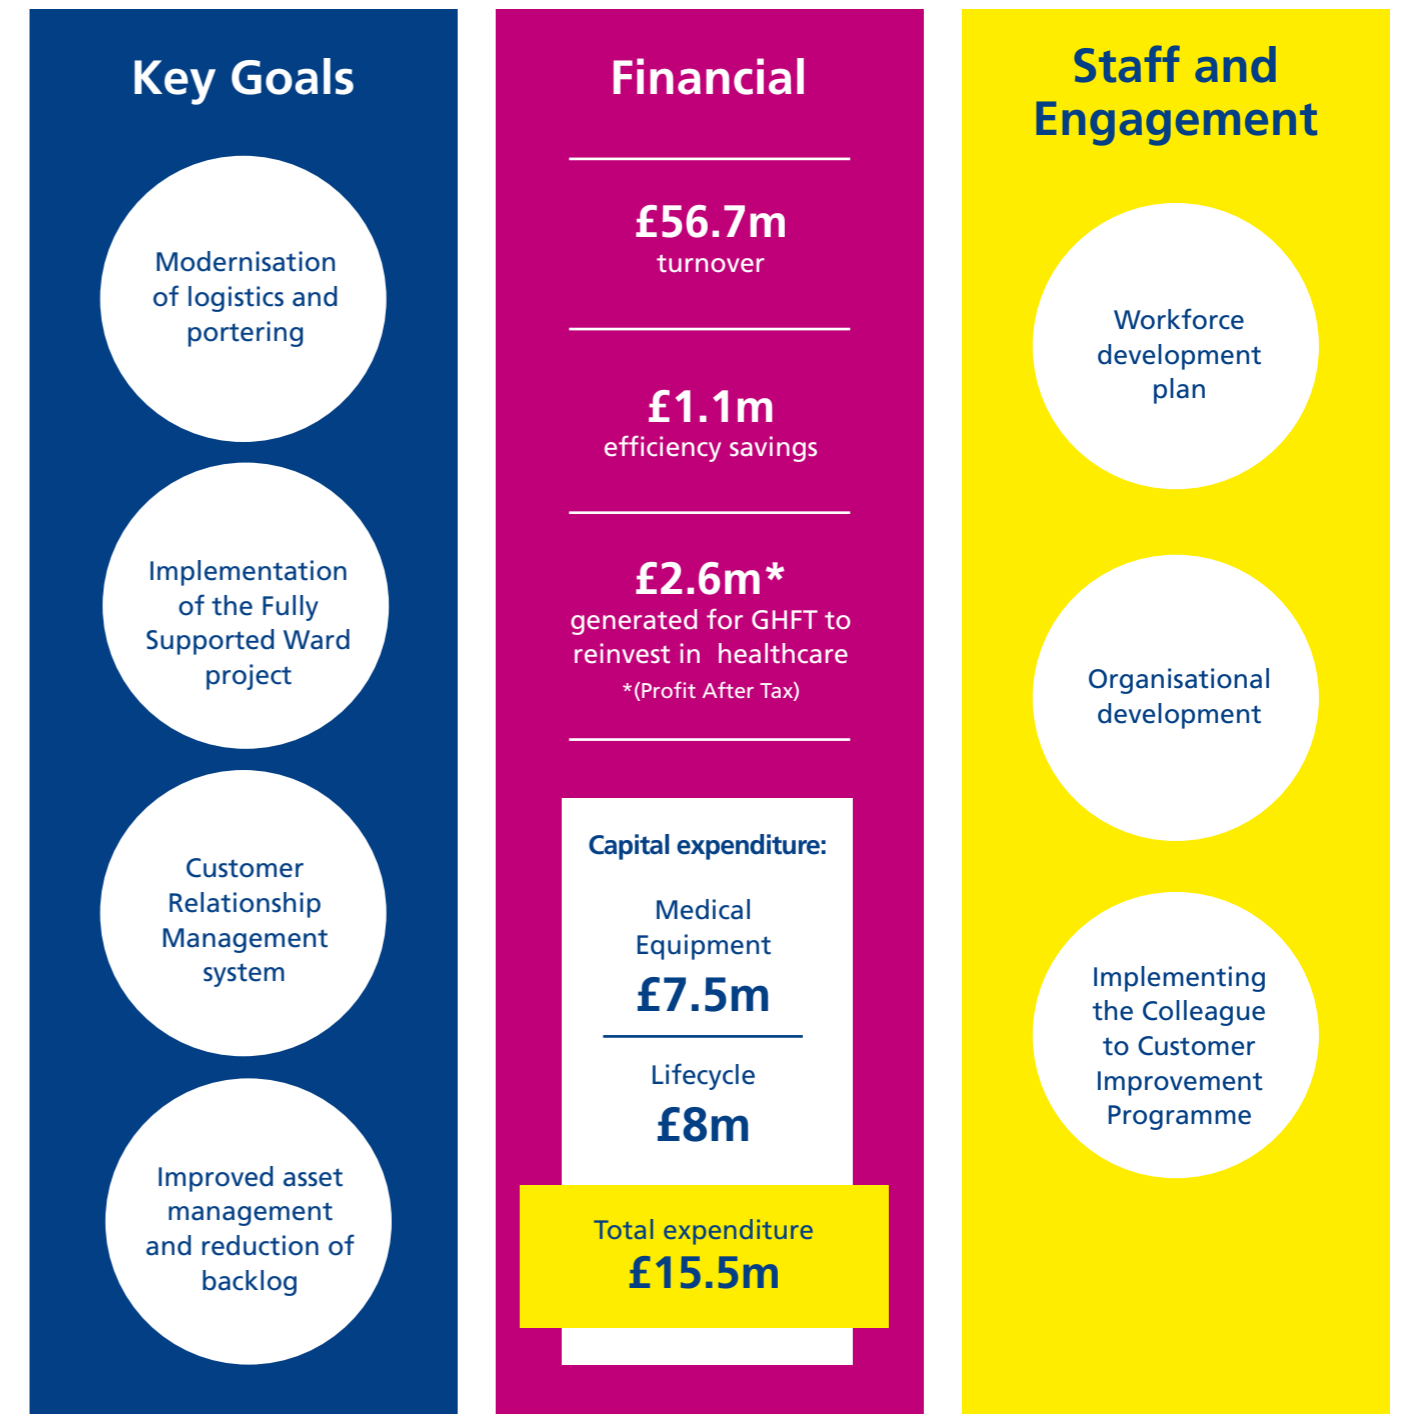 Key Goals
Modernisation
of logistics and
portering
Implementation
of the Fully
Supported Ward
project
Customer
Relationship
Management
system
Improved asset
management
and reduction of
backlog
Financial
£56.7m
turnover
£1.1m
efficiency savings
£2.6m*
generated for GHFT to
reinvest in healthcare
*(Profit After Tax)
Capital expenditure:
Medical
Equipment
£7.5m
Lifecycle
£8m
Total expenditure
£15.5m
Staff and
Engagement
Workforce
development
plan
Organisational
development
Implementing
the Colleague
to Customer
Improvement
Programme